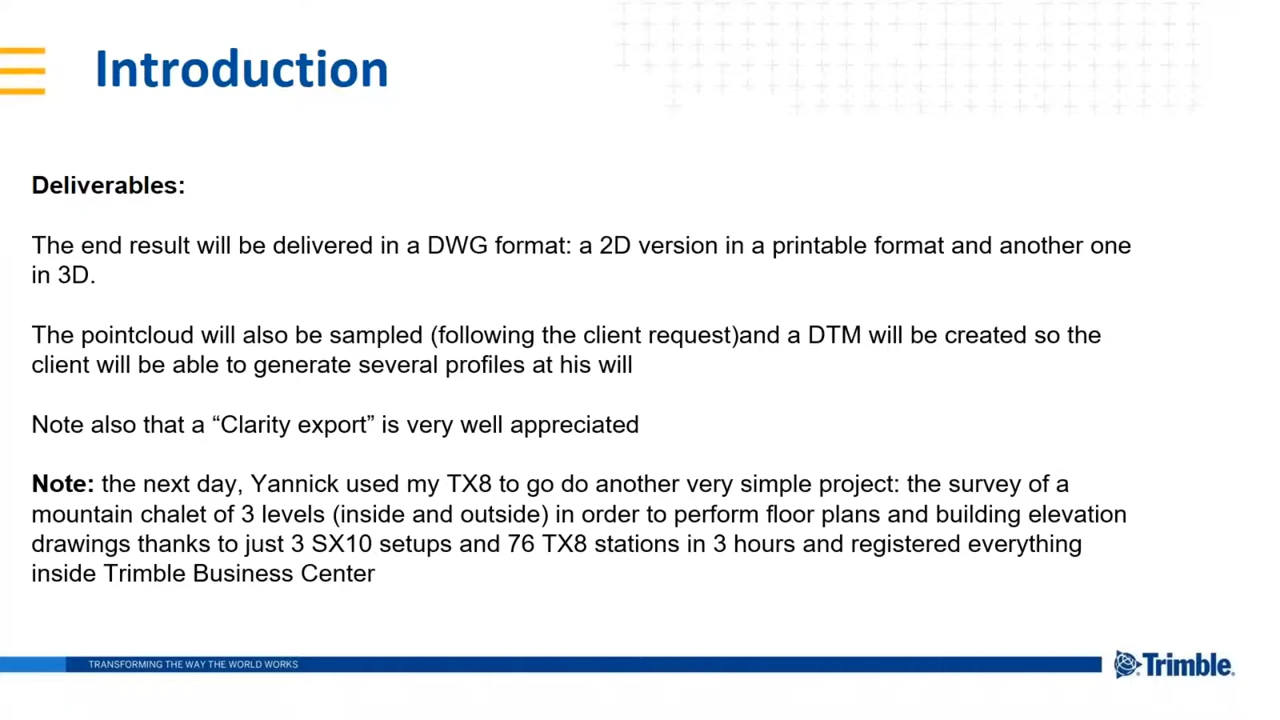 Introduction
Deliverables:
The end result will be delivered in a DWG format: a 2D version in a printable format and another one
in 3D.
The pointcloud will also be sampled (following the client request)and a DTM will be created so the
client will be able to generate several profiles at his will
Note also that a “Clarity export” is very well appreciated
Note: the next day, Yannick used my TX8 to go do another very simple project: the survey of a
mountain chalet of 3 levels (inside and outside) in order to perform floor plans and building elevation
drawings thanks to just 3 SX10 setups and 76 TX8 stations in 3 hours and registered everything
inside Trimble Business Center
TRANSFORMING THE WAY THE WORLD WORKS
Trimble